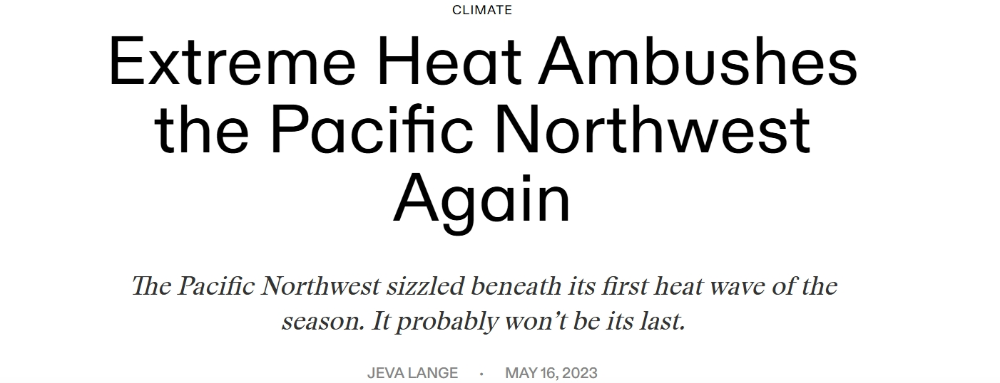 CLIMATE
Extreme Heat Ambushes
the Pacific Northwest
Again
The Pacific Northwest sizzled beneath its first heat wave of the
season. It probably won’t be its last.
JEVA LANGE · MAY 16, 2023